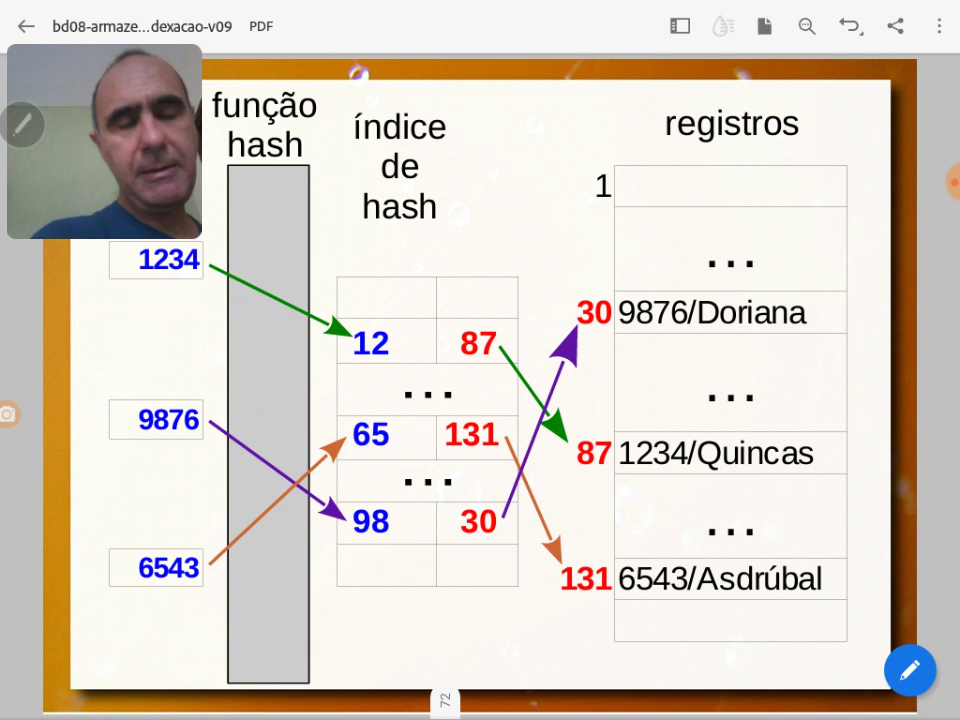 bd08-armaze...dexacao-v09 PDF
função
hash
índice
de
hash
registros
1
...
1234
30 9876/Doriana
12 87
...
...
9876
65 131
87 1234/Quincas
...
98 30
...
6543
131 6543/Asdrúbal
72